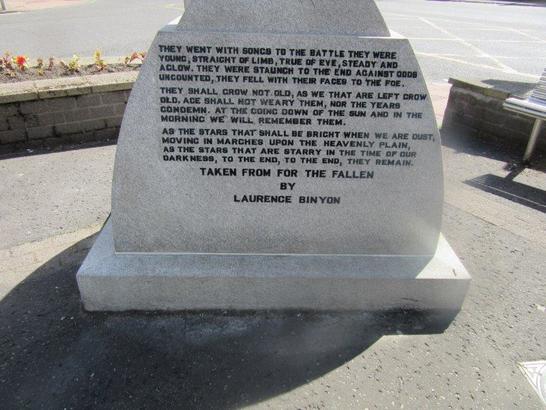 THEY WENT WITH SONGS TO THE BATTLE THEY WERE
YOUNG, STRAIGHT OF LIMB, TRUE OF EYE, STEADY AND
AGLOW. THEY WERE STAUNCH TO THE END AGAINST ODDS
UNCOUNTED, THEY FELL WITH THEIR FACES TO THE FOE.
THEY SHALL GROW NOT OLD, AS WE THAT ARE LEFT GROW
OLD, AGE SHALL NOT WEARY THEM, NOR THE YEARS
CONDEMN. AT THE GOING DOWN OF THE SUN AND IN THE
MORNING WE WILL REMEMBER THEM.
AS THE STARS THAT SHALL BE BRIGHT WHEN WE ARE DUST,
MOVING IN MARCHES UPON THE HEAVENLY PLAIN,
AS THE STARS THAT ARE STARRY IN THE TIME OF OUR
DARKNESS, TO THE END, TO THE END, THEY REMAIN.
TAKEN FROM FOR THE FALLEN
BY
LAURENCE BINYON